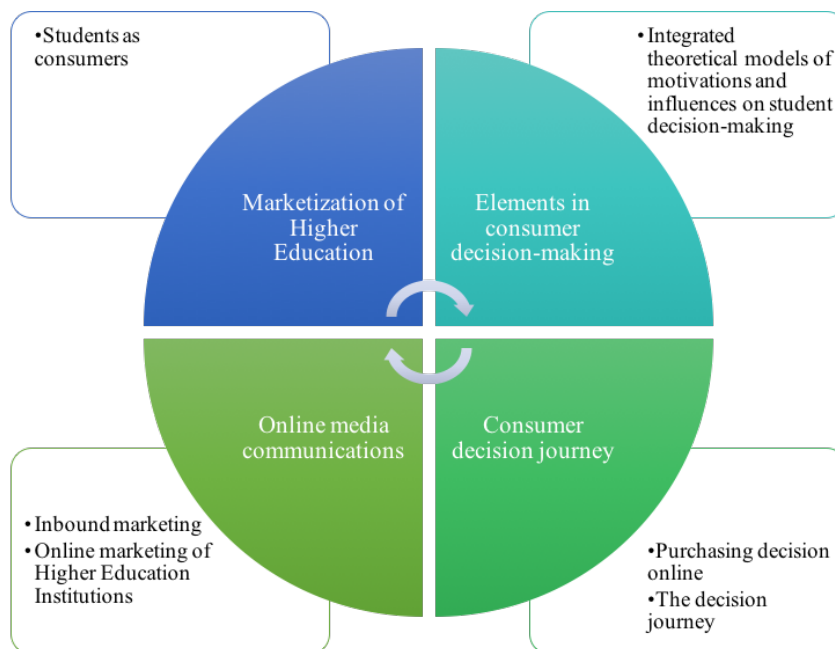 •Students as
consumers
•Integrated
theoretical models of
motivations and
influences on student
decision-making
Marketization of
Higher
Education
Elements in
consumer
decision-making
Online media
communications
Consumer
decision journey
•Inbound marketing
•Online marketing of
Higher Education
Institutions
•Purchasing decision
online
•The decision
journey